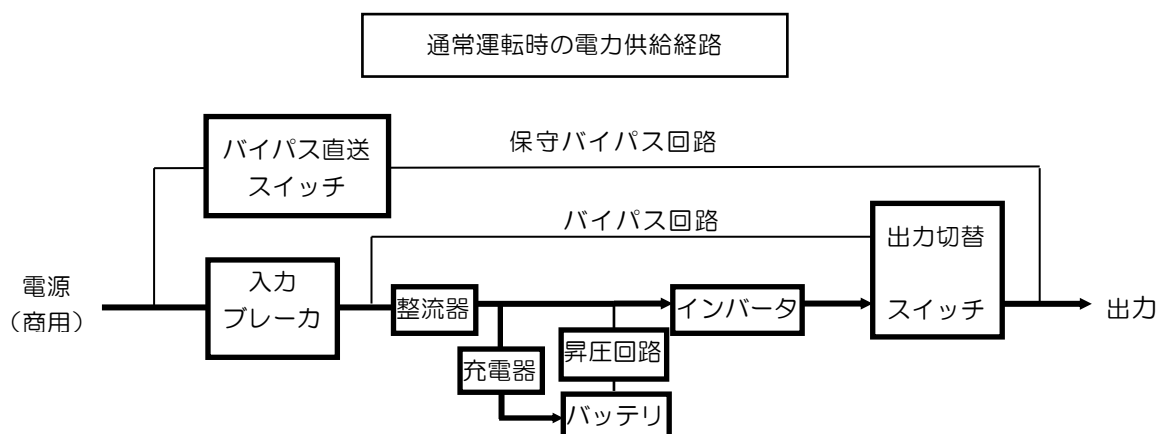 通常運転時の電力供給経路
バイパス直送
スイッチ
保守バイパス回路
バイパス回路
出力切替
スイッチ
電源
（商用）
入力
ブレーカ
整流器
インバータ
出力
充電器
昇圧回路
バッテリ